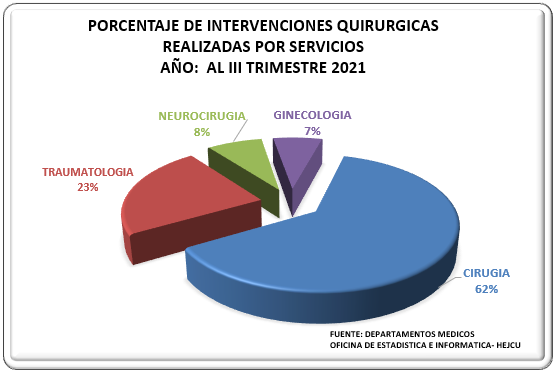 PORCENTAJE DE INTERVENCIONES QUIRURGICAS
REALIZADAS POR SERVICIOS
AÑO: AL III TRIMESTRE 2021
NEUROCIRUGIA
8%
GINECOLOGIA
7%
TRAUMATOLOGIA
23%
CIRUGIA
62%
FUENTE: DEPARTAMENTOS MEDICOS
OFICINA DE ESTADISTICA E INFORMATICA- HEJCU